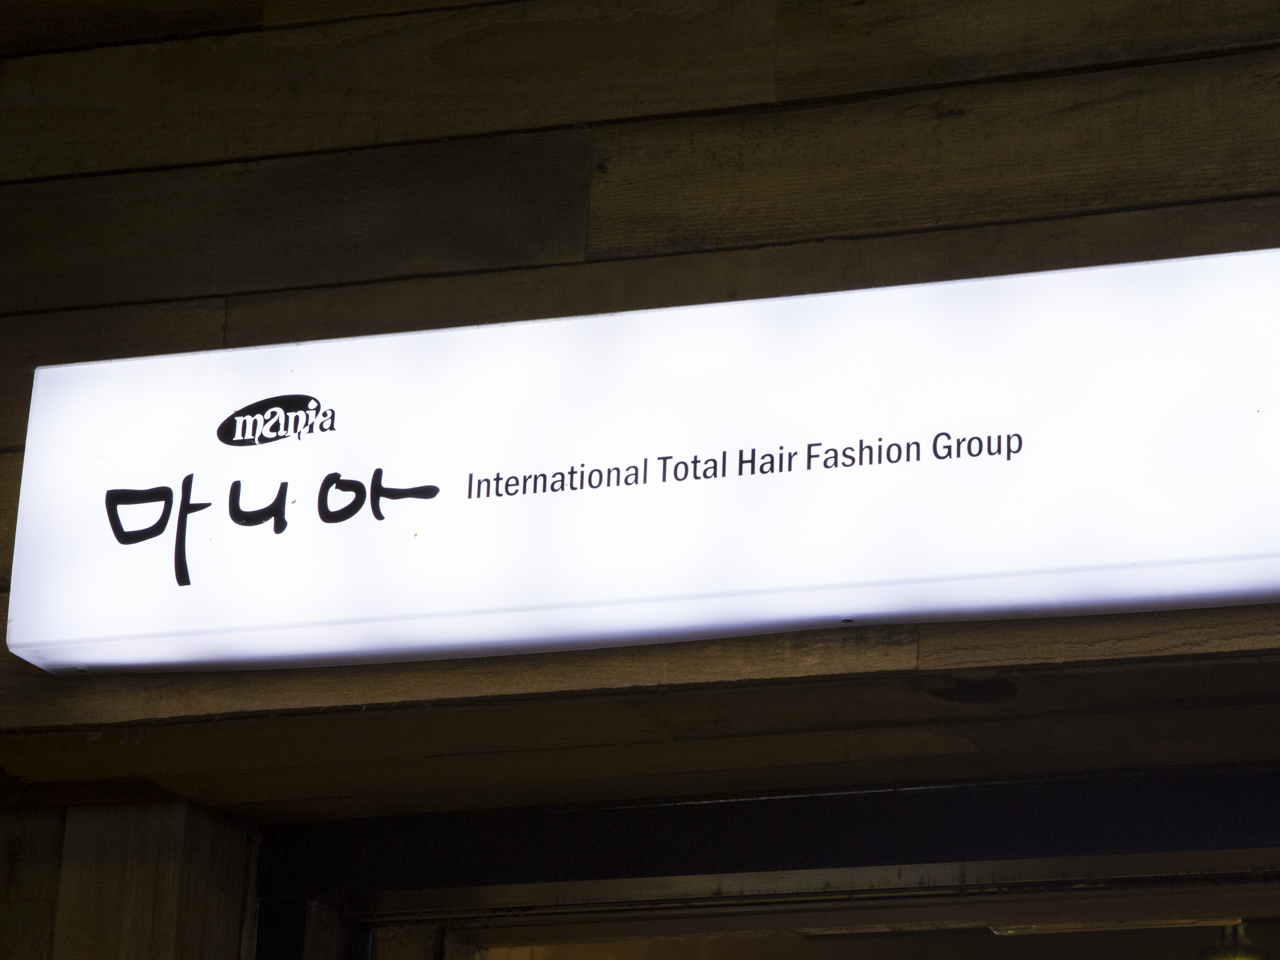 mania
마니아 International Total Hair Fashion Group